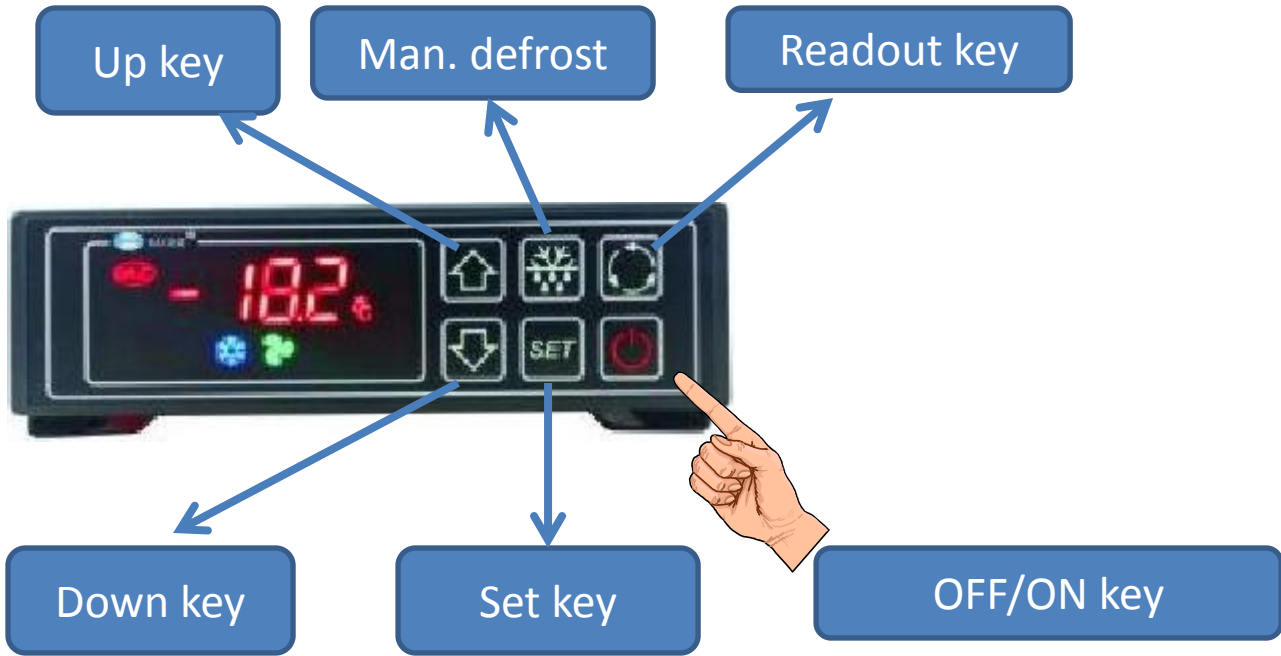 Up key
Man. defrost
Readout key
- 18.2 °C
SET
Down key
Set key
OFF/ON key